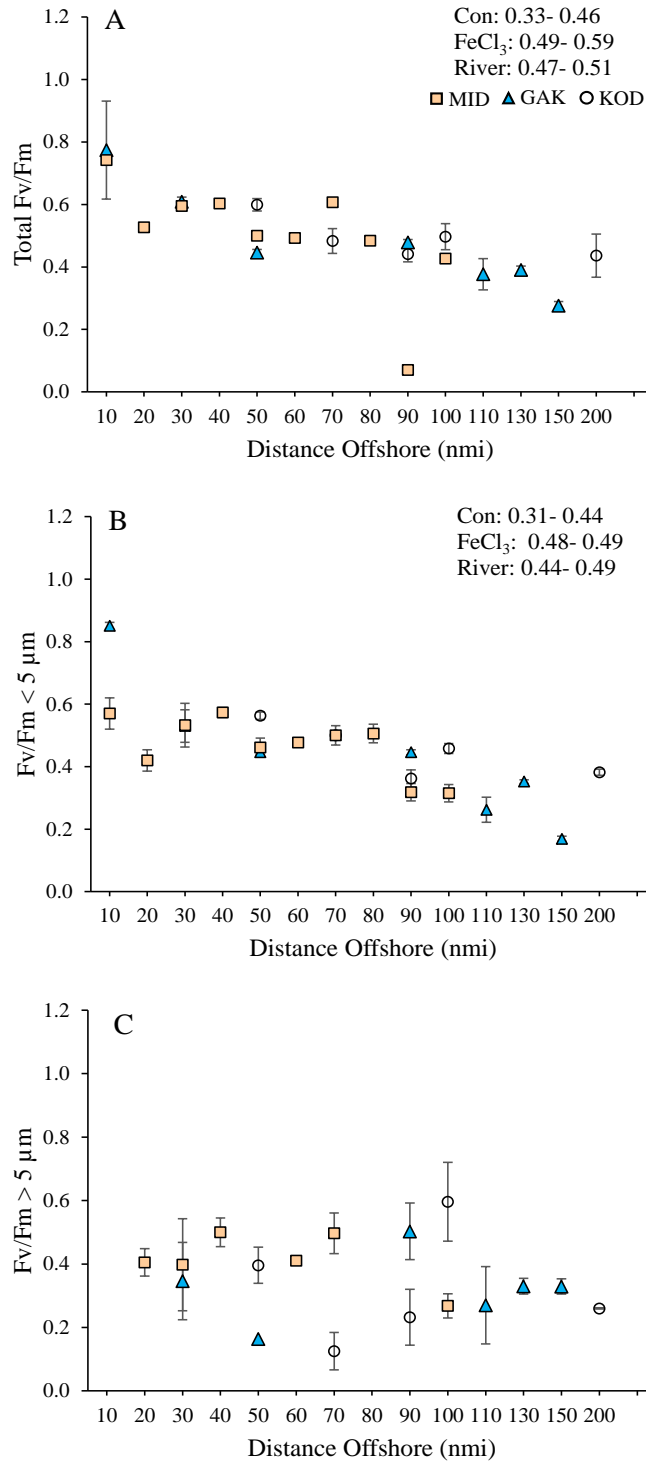 A
Con: 0.33- 0.46
FeCl₃: 0.49- 0.59
River: 0.47- 0.51
MID GAK KOD
Total Fv/Fm
1.2
1.0
0.8
0.6
0.4
0.2
0.0
10 20 30 40 50 60 70 80 90 100 110 130 150 200
Distance Offshore (nmi)
B
Con: 0.31- 0.44
FeCl₃: 0.48- 0.49
River: 0.44- 0.49
Fv/Fm < 5 µm
1.2
1.0
0.8
0.6
0.4
0.2
0.0
10 20 30 40 50 60 70 80 90 100 110 130 150 200
Distance Offshore (nmi)
C
Fv/Fm > 5 µm
1.2
1.0
0.8
0.6
0.4
0.2
0.0
10 20 30 40 50 60 70 80 90 100 110 130 150 200
Distance Offshore (nmi)